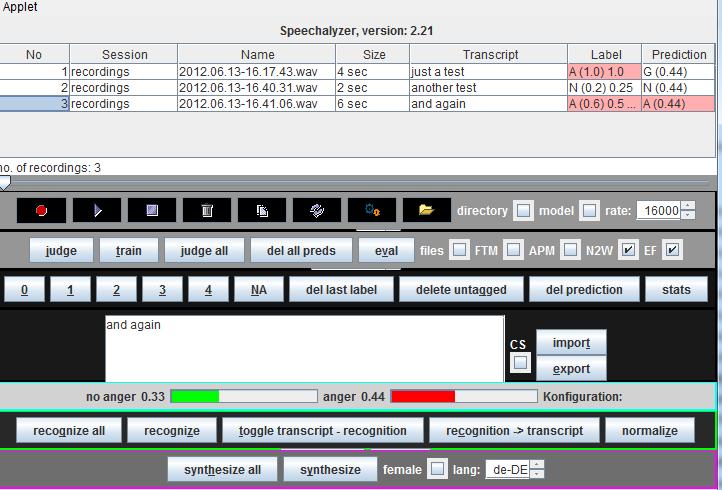 Applet
Speechalyzer, version: 2.21
No Session Name Size Transcript Label Prediction
1 recordings 2012.06.13-16.17.43.wav 4 sec just a test A (1.0) 1.0 G (0.44)
2 recordings 2012.06.13-16.40.31.wav 2 sec another test N (0.2) 0.25 N (0.44)
3 recordings 2012.06.13-16.41.06.wav 6 sec and again A (0.6) 0.5 ... A (0.44)
no. of recordings: 3
directory model rate: 16000
judge train judge all del all preds eval files FTM APM N2W EF
0 1 2 3 4 NA del last label delete untagged del prediction stats
and again
CS import
export
no anger 0.33 anger 0.44 Konfiguration:
recognize all recognize toggle transcript - recognition recognition -> transcript normalize
synthesize all synthesize female lang: de-DE